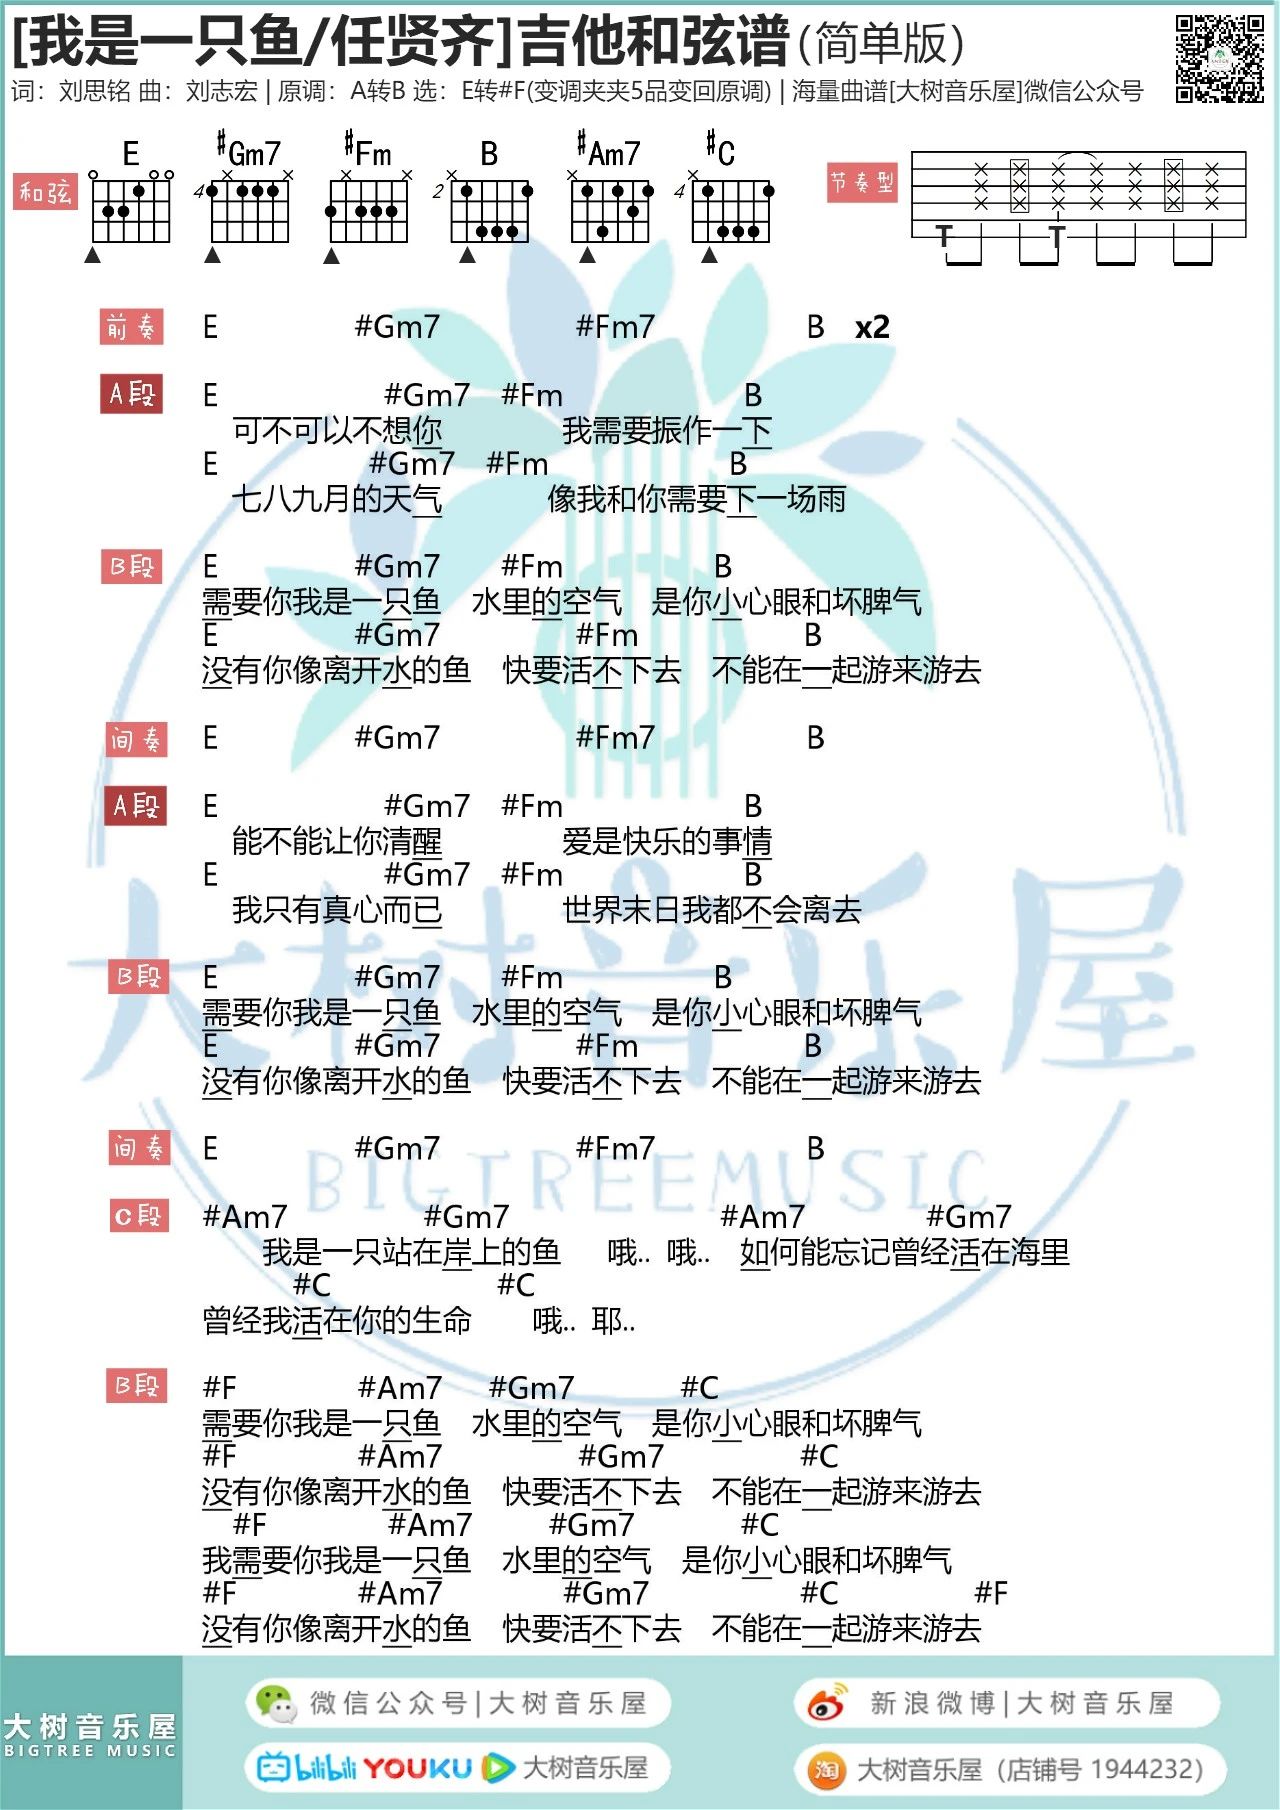 [我是一只鱼/任贤齐]吉他和弦谱(简单版)
词：刘思铭 曲：刘志宏 | 原调：A转B 选：E转#F(变调夹夹5品变回原调) | 海量曲谱[大树音乐屋]微信公众号
和弦 E #Gm7 #Fm B #Am7 #C 节奏型
4 2 4
T T
前奏 E #Gm7 #Fm7 B x2
A段 E #Gm7 #Fm B
可不可以不想你 我需要振作一下
E #Gm7 #Fm B
七八九月的天气 像我和你需要下一场雨
B段 E #Gm7 #Fm B
需要你我是一只鱼 水里的空气 是你小心眼和坏脾气
E #Gm7 #Fm B
没有你像离开水的鱼 快要活不下去 不能在一起游来游去
间奏 E #Gm7 #Fm7 B
A段 E #Gm7 #Fm B
能不能让你清醒 爱是快乐的事情
E #Gm7 #Fm B
我只有真心而已 世界末日我都不会离去
B段 E #Gm7 #Fm B
需要你我是一只鱼 水里的空气 是你小心眼和坏脾气
E #Gm7 #Fm B
没有你像离开水的鱼 快要活不下去 不能在一起游来游去
间奏 E #Gm7 #Fm7 B
C段 #Am7 #Gm7 #Am7 #Gm7
我是一只站在岸上的鱼 哦.. 哦.. 如何能忘记曾经活在海里
#C #C
曾经我活在你的生命 哦.. 耶..
B段 #F #Am7 #Gm7 #C
需要你我是一只鱼 水里的空气 是你小心眼和坏脾气
#F #Am7 #Gm7 #C
没有你像离开水的鱼 快要活不下去 不能在一起游来游去
#F #Am7 #Gm7 #C
我需要你我是一只鱼 水里的空气 是你小心眼和坏脾气
#F #Am7 #Gm7 #C #F
没有你像离开水的鱼 快要活不下去 不能在一起游来游去
大树音乐屋
BIGTREEMUSIC
大树音乐屋
BIGTREE MUSIC
微信公众号|大树音乐屋
新浪微博|大树音乐屋
bilibili YOUKU 大树音乐屋
淘 大树音乐屋（店铺号 1944232）